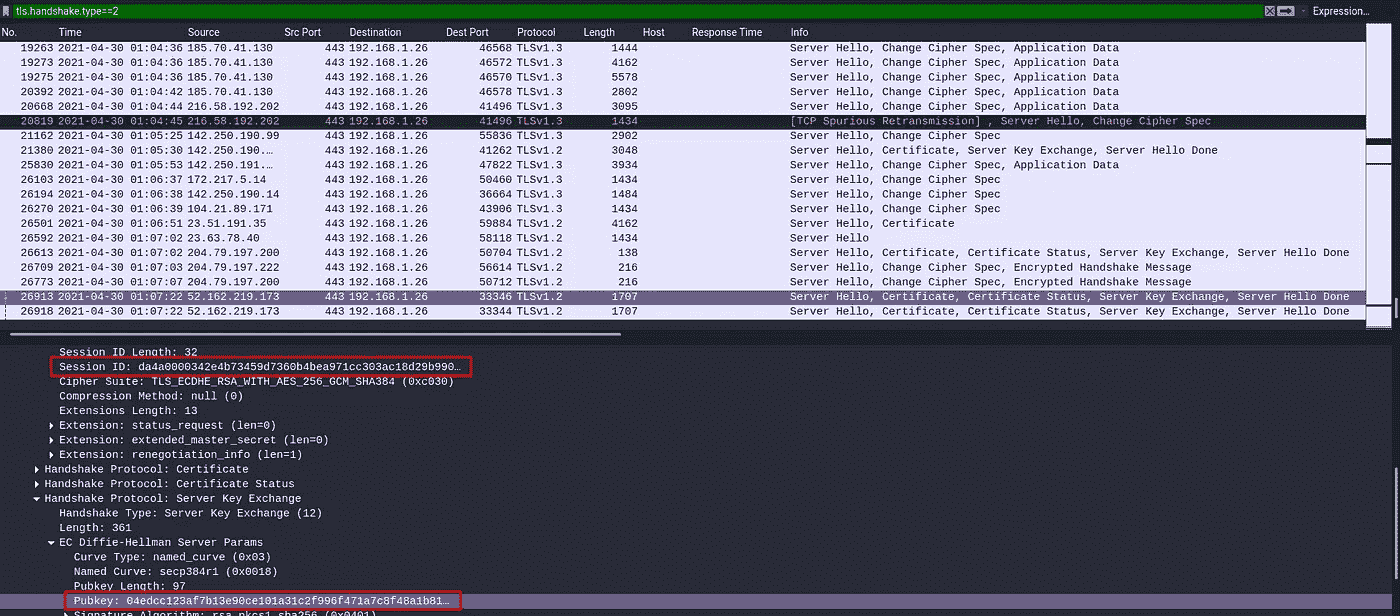 tls.handshake.type==2 Expression...
No. Time Source Src Port Destination Dest Port Protocol Length Host Response Time Info
19263 2021-04-30 01:04:36 185.70.41.130 443 192.168.1.26 46568 TLSv1.3 1444 Server Hello, Change Cipher Spec, Application Data
19273 2021-04-30 01:04:36 185.70.41.130 443 192.168.1.26 46572 TLSv1.3 4162 Server Hello, Change Cipher Spec, Application Data
19275 2021-04-30 01:04:36 185.70.41.130 443 192.168.1.26 46570 TLSv1.3 5578 Server Hello, Change Cipher Spec, Application Data
20392 2021-04-30 01:04:42 185.70.41.130 443 192.168.1.26 46578 TLSv1.3 2802 Server Hello, Change Cipher Spec, Application Data
20668 2021-04-30 01:04:44 216.58.192.202 443 192.168.1.26 41496 TLSv1.3 3095 Server Hello, Change Cipher Spec, Application Data
20819 2021-04-30 01:04:45 216.58.192.202 443 192.168.1.26 41496 TLSv1.3 1434 [TCP Spurious Retransmission] , Server Hello, Change Cipher Spec
21162 2021-04-30 01:05:25 142.250.190.99 443 192.168.1.26 55836 TLSv1.3 2902 Server Hello, Change Cipher Spec
21380 2021-04-30 01:05:30 142.250.190.… 443 192.168.1.26 41262 TLSv1.2 3048 Server Hello, Certificate, Server Key Exchange, Server Hello Done
25830 2021-04-30 01:05:53 142.250.191.… 443 192.168.1.26 47822 TLSv1.3 3934 Server Hello, Change Cipher Spec, Application Data
26103 2021-04-30 01:06:37 172.217.5.14 443 192.168.1.26 50460 TLSv1.3 1434 Server Hello, Change Cipher Spec
26194 2021-04-30 01:06:38 142.250.190.14 443 192.168.1.26 36664 TLSv1.3 1484 Server Hello, Change Cipher Spec
26270 2021-04-30 01:06:39 104.21.89.171 443 192.168.1.26 43906 TLSv1.3 1434 Server Hello, Change Cipher Spec
26501 2021-04-30 01:06:51 23.51.191.35 443 192.168.1.26 59884 TLSv1.2 4162 Server Hello, Certificate
26592 2021-04-30 01:07:02 23.63.78.40 443 192.168.1.26 58118 TLSv1.2 1434 Server Hello
26613 2021-04-30 01:07:02 204.79.197.200 443 192.168.1.26 50704 TLSv1.2 138 Server Hello, Certificate, Certificate Status, Server Key Exchange, Server Hello Done
26709 2021-04-30 01:07:03 204.79.197.222 443 192.168.1.26 56614 TLSv1.2 216 Server Hello, Change Cipher Spec, Encrypted Handshake Message
26773 2021-04-30 01:07:07 204.79.197.200 443 192.168.1.26 50712 TLSv1.2 216 Server Hello, Change Cipher Spec, Encrypted Handshake Message
26913 2021-04-30 01:07:22 52.162.219.173 443 192.168.1.26 33346 TLSv1.2 1707 Server Hello, Certificate, Certificate Status, Server Key Exchange, Server Hello Done
26918 2021-04-30 01:07:22 52.162.219.173 443 192.168.1.26 33344 TLSv1.2 1707 Server Hello, Certificate, Certificate Status, Server Key Exchange, Server Hello Done
Session ID Length: 32
Session ID: da4a0000342e4b73459d7360b4bea971cc303ac18d29b990…
Cipher Suite: TLS_ECDHE_RSA_WITH_AES_256_GCM_SHA384 (0xc030)
Compression Method: null (0)
Extensions Length: 13
Extension: status_request (len=0)
Extension: extended_master_secret (len=0)
Extension: renegotiation_info (len=1)
Handshake Protocol: Certificate
Handshake Protocol: Certificate Status
Handshake Protocol: Server Key Exchange
Handshake Type: Server Key Exchange (12)
Length: 361
EC Diffie-Hellman Server Params
Curve Type: named_curve (0x03)
Named Curve: secp384r1 (0x0018)
Pubkey Length: 97
Pubkey: 04edcc123af7b13e90ce101a31c2f996f471a7c8f48a1b81…
Signature Algorithm: rsa_pkcs1_sha256 (0x0401)